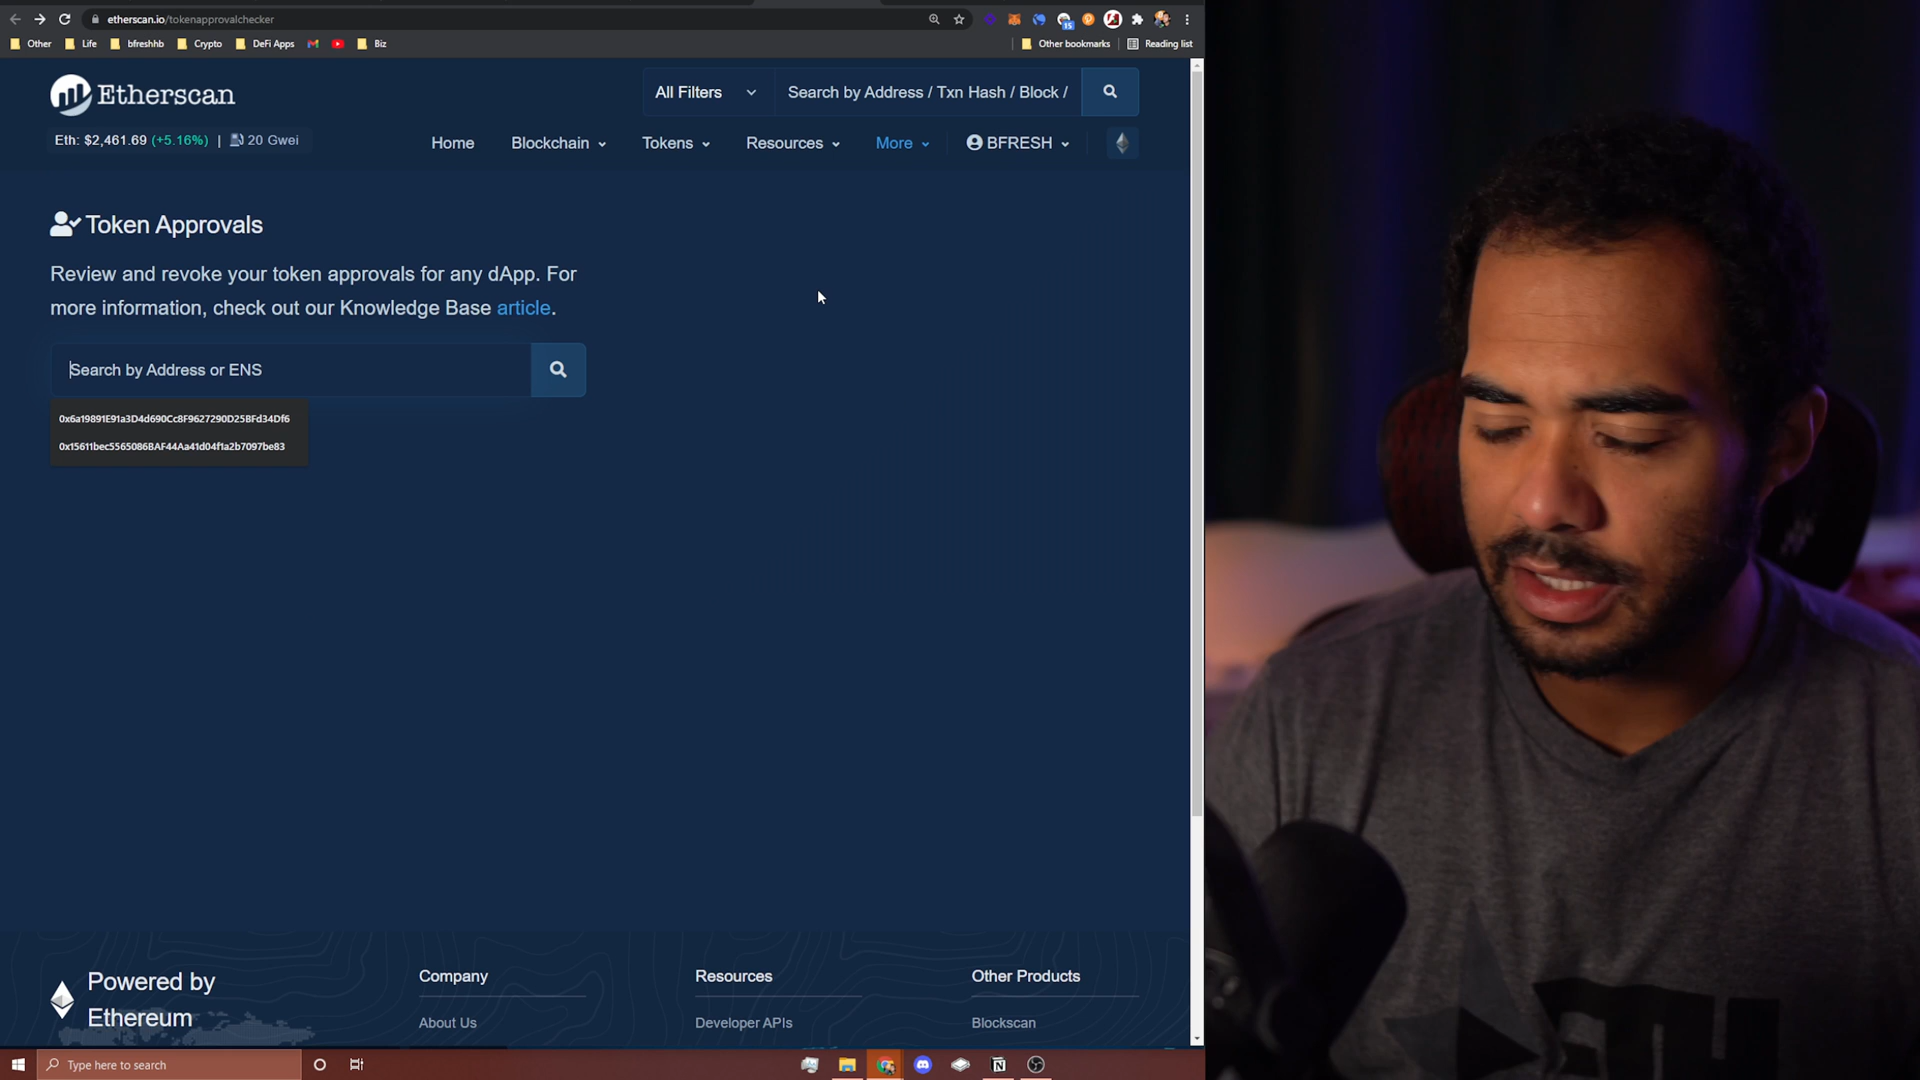 etherscan.io/tokenapprovalchecker
15
Other
Life
bfreshhb
Crypto
DeFi Apps
Biz
Other bookmarks
Reading list
Etherscan
All Filters
Search by Address / Txn Hash / Block /
Eth: $2,461.69 (+5.16%) | 20 Gwei
Home
Blockchain
Tokens
Resources
More
BFRESH
Token Approvals
Review and revoke your token approvals for any dApp. For
more information, check out our Knowledge Base article.
Search by Address or ENS
0x6a19891E91a3D4d690Cc8F9627290D25BFd34Df6
0x15611bec5565086BAF44Aa41d04f1a2b7097be83
Powered by
Ethereum
Company
Resources
Other Products
About Us
Developer APIs
Blockscan
Type here to search